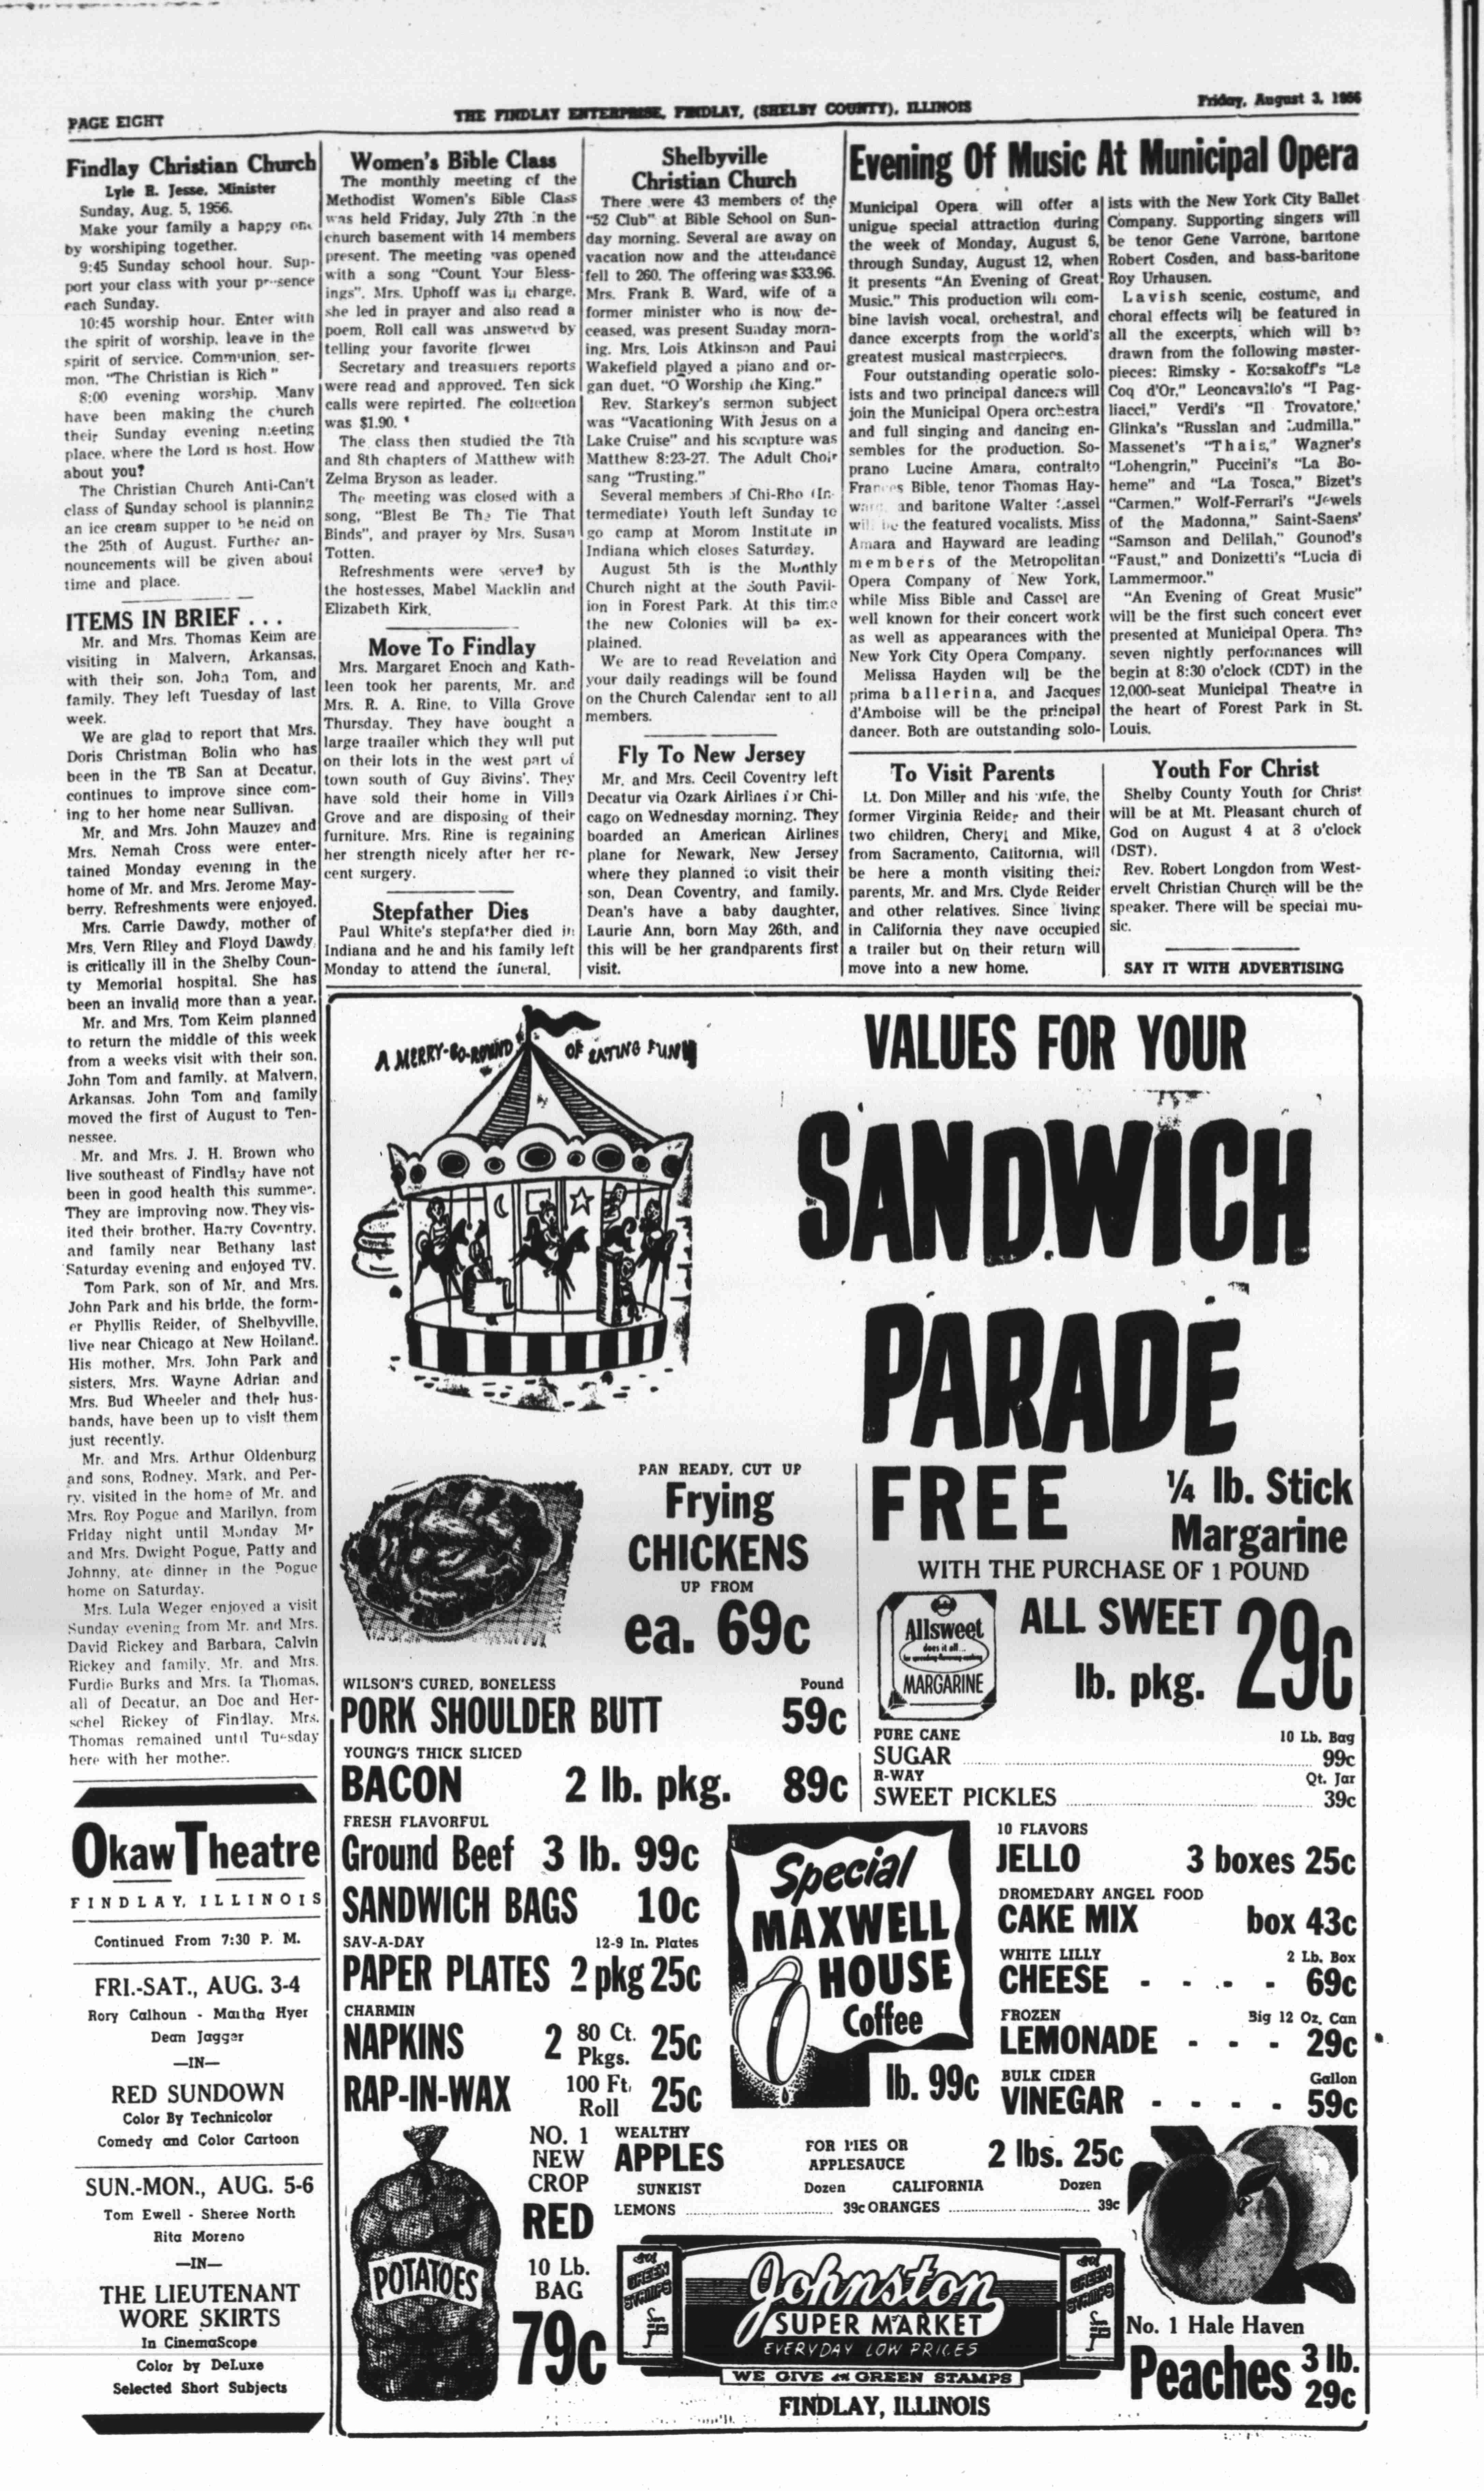 PAGE EIGHT
THE FINDLAY ENTERPRISE, FINDLAY, (SHELBY COUNTY), ILLINOIS
Friday, August 3, 1956
Findlay Christian Church
Lyle R. Jesse, Minister
Sunday, Aug. 5, 1956.
Make your family a happy one
by worshiping together.
9:45 Sunday school hour. Sup-
port your class with your presence
each Sunday.
10:45 worship hour. Enter with
the spirit of worship, leave in the
spirit of service. Communion, ser-
mon, "The Christian is Rich"
8:00 evening worship. Many
have been making the church
their Sunday evening meeting
place, where the Lord is host. How
about you?
The Christian Church Anti-Can't
class of Sunday school is planning
an ice cream supper to be held on
the 25th of August. Further an-
nouncements will be given about
time and place.
ITEMS IN BRIEF . . .
Mr. and Mrs. Thomas Keim are
visiting in Malvern, Arkansas,
with their son, John Tom, and
family. They left Tuesday of last
week.
We are glad to report that Mrs.
Doris Christman Bolin who has
been in the TB San at Decatur,
continues to improve since com-
ing to her home near Sullivan.
Mr. and Mrs. John Mauzey and
Mrs. Nemah Cross were enter-
tained Monday evening in the
home of Mr. and Mrs. Jerome May-
berry. Refreshments were enjoyed.
Mrs. Carrie Dawdy, mother of
Mrs. Vern Riley and Floyd Dawdy
is critically ill in the Shelby Coun-
ty Memorial hospital. She has
been an invalid more than a year.
Mr. and Mrs. Tom Keim planned
to return the middle of this week
from a weeks visit with their son,
John Tom and family, at Malvern,
Arkansas. John Tom and family
moved the first of August to Ten-
nessee.
Mr. and Mrs. J. H. Brown who
live southeast of Findlay have not
been in good health this summer.
They are improving now. They vis-
ited their brother, Harry Coventry,
and family near Bethany last
Saturday evening and enjoyed TV.
Tom Park, son of Mr. and Mrs.
John Park and his bride, the form-
er Phyllis Reider, of Shelbyville,
live near Chicago at New Holland.
His mother, Mrs. John Park and
sisters, Mrs. Wayne Adrian and
Mrs. Bud Wheeler and their hus-
bands, have been up to visit them
just recently.
Mr. and Mrs. Arthur Oldenburg
and sons, Rodney, Mark, and Per-
ry, visited in the home of Mr. and
Mrs. Roy Pogue and Marilyn, from
Friday night until Monday Mr
and Mrs. Dwight Pogue, Patty and
Johnny, ate dinner in the Pogue
home on Saturday.
Mrs. Lula Weger enjoyed a visit
Sunday evening from Mr. and Mrs.
David Rickey and Barbara, Calvin
Rickey and family, Mr. and Mrs.
Furdie Burks and Mrs. Ia Thomas,
all of Decatur, an Doc and Her-
schel Rickey of Findlay. Mrs.
Thomas remained until Tuesday
here with her mother.
Okaw Theatre
FINDLAY, ILLINOIS
Continued From 7:30 P. M.
FRI.-SAT., AUG. 3-4
Rory Calhoun - Martha Hyer
Dean Jagger
—IN—
RED SUNDOWN
Color By Technicolor
Comedy and Color Cartoon
SUN.-MON., AUG. 5-6
Tom Ewell - Sheree North
Rita Moreno
—IN—
THE LIEUTENANT
WORE SKIRTS
In CinemaScope
Color by DeLuxe
Selected Short Subjects
Women's Bible Class
The monthly meeting of the
Methodist Women's Bible Class
was held Friday, July 27th in the
church basement with 14 members
present. The meeting was opened
with a song "Count Your Bless-
ings". Mrs. Uphoff was in charge.
she led in prayer and also read a
poem. Roll call was answered by
telling your favorite flower
Secretary and treasurers reports
were read and approved. Ten sick
calls were repirted. The collection
was $1.90.
The class then studied the 7th
and 8th chapters of Matthew with
Zelma Bryson as leader.
The meeting was closed with a
song, "Blest Be The Tie That
Binds", and prayer by Mrs. Susan
Totten.
Refreshments were served by
the hostesses, Mabel Macklin and
Elizabeth Kirk.
Move To Findlay
Mrs. Margaret Enoch and Kath-
leen took her parents, Mr. and
Mrs. R. A. Rine, to Villa Grove
Thursday. They have bought a
large traailer which they will put
on their lots in the west part of
town south of Guy Bivins'. They
have sold their home in Villa
Grove and are disposing of their
furniture. Mrs. Rine is regaining
her strength nicely after her re-
cent surgery.
Stepfather Dies
Paul White's stepfather died in
Indiana and he and his family left
Monday to attend the funeral.
Shelbyville
Christian Church
There were 43 members of the
"52 Club" at Bible School on Sun-
day morning. Several are away on
vacation now and the attendance
fell to 260. The offering was $33.96.
Mrs. Frank B. Ward, wife of a
former minister who is now de-
ceased, was present Sunday morn-
ing. Mrs. Lois Atkinson and Paul
Wakefield played a piano and or-
gan duet, "O Worship the King."
Rev. Starkey's sermon subject
was "Vacationing With Jesus on a
Lake Cruise" and his scripture was
Matthew 8:23-27. The Adult Choir
sang "Trusting."
Several members of Chi-Rho (In-
termediate) Youth left Sunday to
go camp at Morom Institute in
Indiana which closes Saturday.
August 5th is the Monthly
Church night at the South Pavil-
ion in Forest Park. At this time
the new Colonies will be ex-
plained.
We are to read Revelation and
your daily readings will be found
on the Church Calendar sent to all
members.
Fly To New Jersey
Mr. and Mrs. Cecil Coventry left
Decatur via Ozark Airlines for Chi-
cago on Wednesday morning. They
boarded an American Airlines
plane for Newark, New Jersey
where they planned to visit their
son, Dean Coventry, and family.
Dean's have a baby daughter,
Laurie Ann, born May 26th, and
this will be her grandparents first
visit.
Evening Of Music At Municipal Opera
Municipal Opera will offer a
unigue special attraction during
the week of Monday, August 6,
through Sunday, August 12, when
it presents "An Evening of Great
Music." This production will com-
bine lavish vocal, orchestral, and
dance excerpts from the world's
greatest musical masterpieces.
Four outstanding operatic solo-
ists and two principal dancers will
join the Municipal Opera orchestra
and full singing and dancing en-
sembles for the production. So-
prano Lucine Amara, contralto
Frances Bible, tenor Thomas Hay-
ward and baritone Walter Cassel
will be the featured vocalists. Miss
Amara and Hayward are leading
members of the Metropolitan
Opera Company of New York,
while Miss Bible and Cassel are
well known for their concert work
as well as appearances with the
New York City Opera Company.
Melissa Hayden will be the
prima ballerina, and Jacques
d'Amboise will be the principal
dancer. Both are outstanding solo-
ists with the New York City Ballet
Company. Supporting singers will
be tenor Gene Varrone, baritone
Robert Cosden, and bass-baritone
Roy Urhausen.
Lavish scenic, costume, and
choral effects will be featured in
all the excerpts, which will be
drawn from the following master-
pieces: Rimsky - Korsakoff's "Le
Coq d'Or," Leoncavallo's "I Pag-
liacci," Verdi's "Il Trovatore,"
Glinka's "Russlan and Ludmilla,"
Massenet's "Thais," Wagner's
"Lohengrin," Puccini's "La Bo-
heme" and "La Tosca," Bizet's
"Carmen," Wolf-Ferrari's "Jewels
of the Madonna," Saint-Saens'
"Samson and Delilah," Gounod's
"Faust," and Donizetti's "Lucia di
Lammermoor."
"An Evening of Great Music"
will be the first such concert ever
presented at Municipal Opera. The
seven nightly performances will
begin at 8:30 o'clock (CDT) in the
12,000-seat Municipal Theatre in
the heart of Forest Park in St.
Louis.
To Visit Parents
Lt. Don Miller and his wife, the
former Virginia Reider and their
two children, Cheryl and Mike,
from Sacramento, California, will
be here a month visiting their
parents, Mr. and Mrs. Clyde Reider
and other relatives. Since living
in California they have occupied
a trailer but on their return will
move into a new home.
Youth For Christ
Shelby County Youth for Christ
will be at Mt. Pleasant church of
God on August 4 at 8 o'clock
(DST).
Rev. Robert Longdon from West-
ervelt Christian Church will be the
speaker. There will be special mu-
sic.
SAY IT WITH ADVERTISING
A MERRY-GO-ROUND OF EATING FUN
VALUES FOR YOUR
SANDWICH
PARADE
PAN READY, CUT UP
Frying
CHICKENS
UP FROM
ea. 69c
FREE 1/4 lb. Stick
Margarine
WITH THE PURCHASE OF 1 POUND
Allsweet
does it all
MARGARINE
ALL SWEET
lb. pkg. 29c
WILSON'S CURED, BONELESS Pound
PORK SHOULDER BUTT 59c
YOUNG'S THICK SLICED
BACON 2 lb. pkg. 89c
PURE CANE 10 Lb. Bag
SUGAR 99c
R-WAY Qt. Jar
SWEET PICKLES 39c
FRESH FLAVORFUL
Ground Beef 3 lb. 99c
SANDWICH BAGS 10c
SAV-A-DAY 12-9 In. Plates
PAPER PLATES 2 pkg 25c
CHARMIN
NAPKINS 2 80 Ct. Pkgs. 25c
RAP-IN-WAX 100 Ft. Roll 25c
Special
MAXWELL
HOUSE
Coffee
lb. 99c
10 FLAVORS
JELLO 3 boxes 25c
DROMEDARY ANGEL FOOD
CAKE MIX box 43c
WHITE LILLY 2 Lb. Box
CHEESE - - - - 69c
FROZEN Big 12 Oz. Can
LEMONADE - - - 29c
BULK CIDER Gallon
VINEGAR - - - - 59c
POTATOES
NO. 1
NEW
CROP
RED
10 Lb.
BAG
79c
WEALTHY
APPLES FOR PIES OR APPLESAUCE 2 lbs. 25c
SUNKIST Dozen CALIFORNIA Dozen
LEMONS 39c ORANGES 39c
S&H GREEN STAMPS
Johnston
SUPER MARKET
EVERYDAY LOW PRICES
S&H GREEN STAMPS
WE GIVE S&H GREEN STAMPS
FINDLAY, ILLINOIS
No. 1 Hale Haven
Peaches 3 lb. 29c